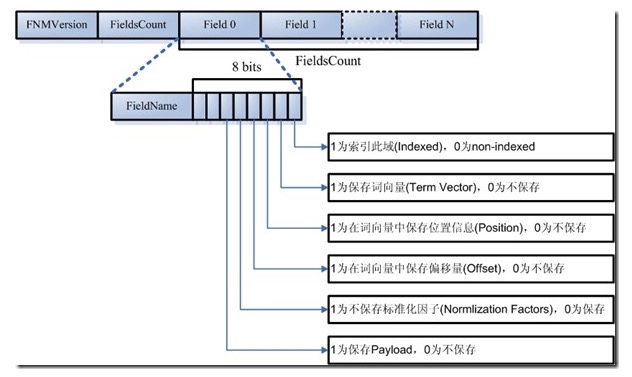 FNMVersion FieldsCount Field 0 Field 1 Field N
FieldsCount
8 bits
FieldName
1为索引此域(Indexed)，0为non-indexed
1为保存词向量(Term Vector)，0为不保存
1为在词向量中保存位置信息(Position)，0为不保存
1为在词向量中保存偏移量(Offset)，0为不保存
1为不保存标准化因子(Normlization Factors)，0为保存
1为保存Payload，0为不保存